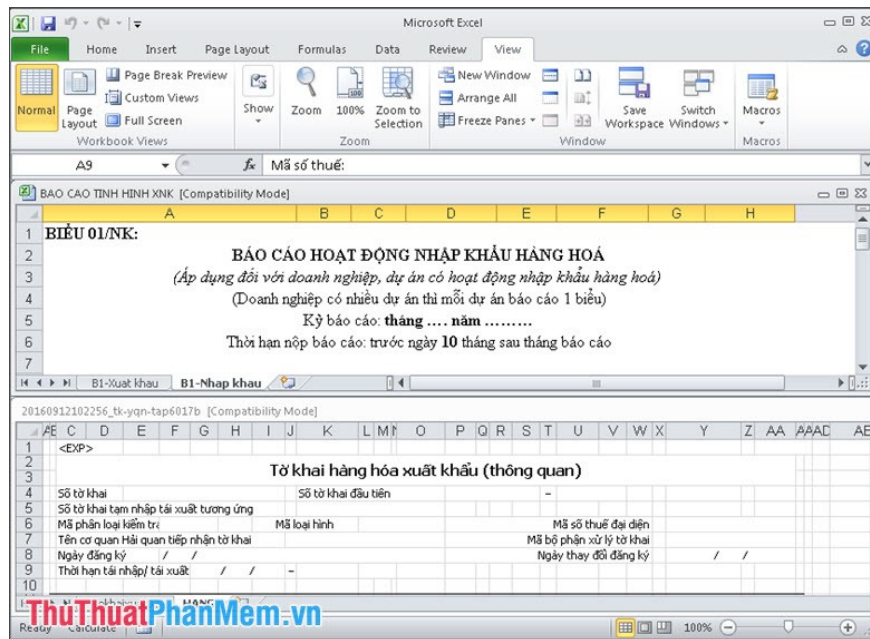 Microsoft Excel
File Home Insert Page Layout Formulas Data Review View
Normal
Page Layout
Page Break Preview
Custom Views
Full Screen
Workbook Views
Show
Zoom
100%
Zoom to Selection
Zoom
New Window
Arrange All
Freeze Panes
Save Workspace
Switch Windows
Window
Macros
Macros
A9 fx Mã số thuế:
BAO CAO TINH HINH XNK [Compatibility Mode]
A B C D E F G H
1 BIỂU 01/NK:
2 BÁO CÁO HOẠT ĐỘNG NHẬP KHẨU HÀNG HOÁ
3 (Áp dụng đối với doanh nghiệp, dự án có hoạt động nhập khẩu hàng hoá)
4 (Doanh nghiệp có nhiều dự án thì mỗi dự án báo cáo 1 biểu)
5 Kỳ báo cáo: tháng .... năm .........
6 Thời hạn nộp báo cáo: trước ngày 10 tháng sau tháng báo cáo
7
B1-Xuat khau B1-Nhap khau
20160912102256_tk-yqn-tap6017b [Compatibility Mode]
C D E F G H I J K L M O P Q R S T U V W X Y Z AA AD AE
1 <EXP>
2
3 Tờ khai hàng hóa xuất khẩu (thông quan)
4 Số tờ khai Số tờ khai đầu tiên -
5 Số tờ khai tạm nhập tái xuất tương ứng
6 Mã phân loại kiểm tra Mã loại hình Mã số thuế đại diện
7 Tên cơ quan Hải quan tiếp nhận tờ khai Mã bộ phận xử lý tờ khai
8 Ngày đăng ký / / Ngày thay đổi đăng ký / /
9 Thời hạn tái nhập/ tái xuất / / -
10
ThuThuatPhanMem.vn
Ready Calculate 100%